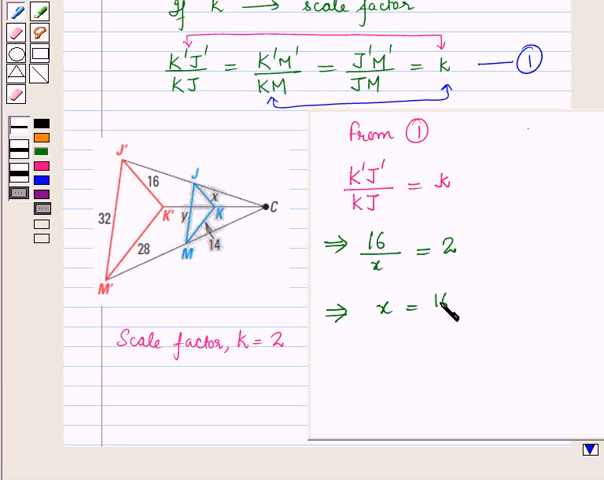 If k → scale factor
K'J'/KJ = K'M'/KM = J'M'/JM = k — ①
from ①
K'J'/KJ = k
⇒ 16/x = 2
⇒ x = 16
J'
16
J
x
C
32
K'
y
K
28
M
14
M'
Scale factor, k = 2